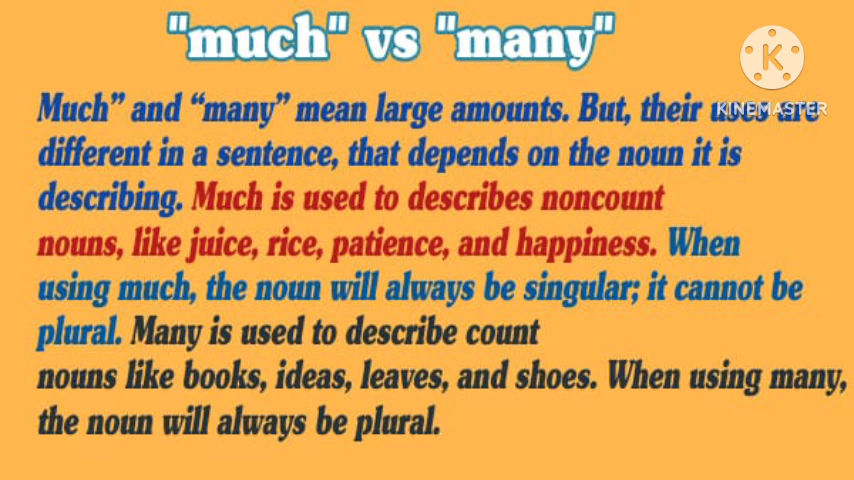 "much" vs "many"
K
KINEMASTER
Much” and “many” mean large amounts. But, their uses are
different in a sentence, that depends on the noun it is
describing. Much is used to describes noncount
nouns, like juice, rice, patience, and happiness. When
using much, the noun will always be singular; it cannot be
plural. Many is used to describe count
nouns like books, ideas, leaves, and shoes. When using many,
the noun will always be plural.